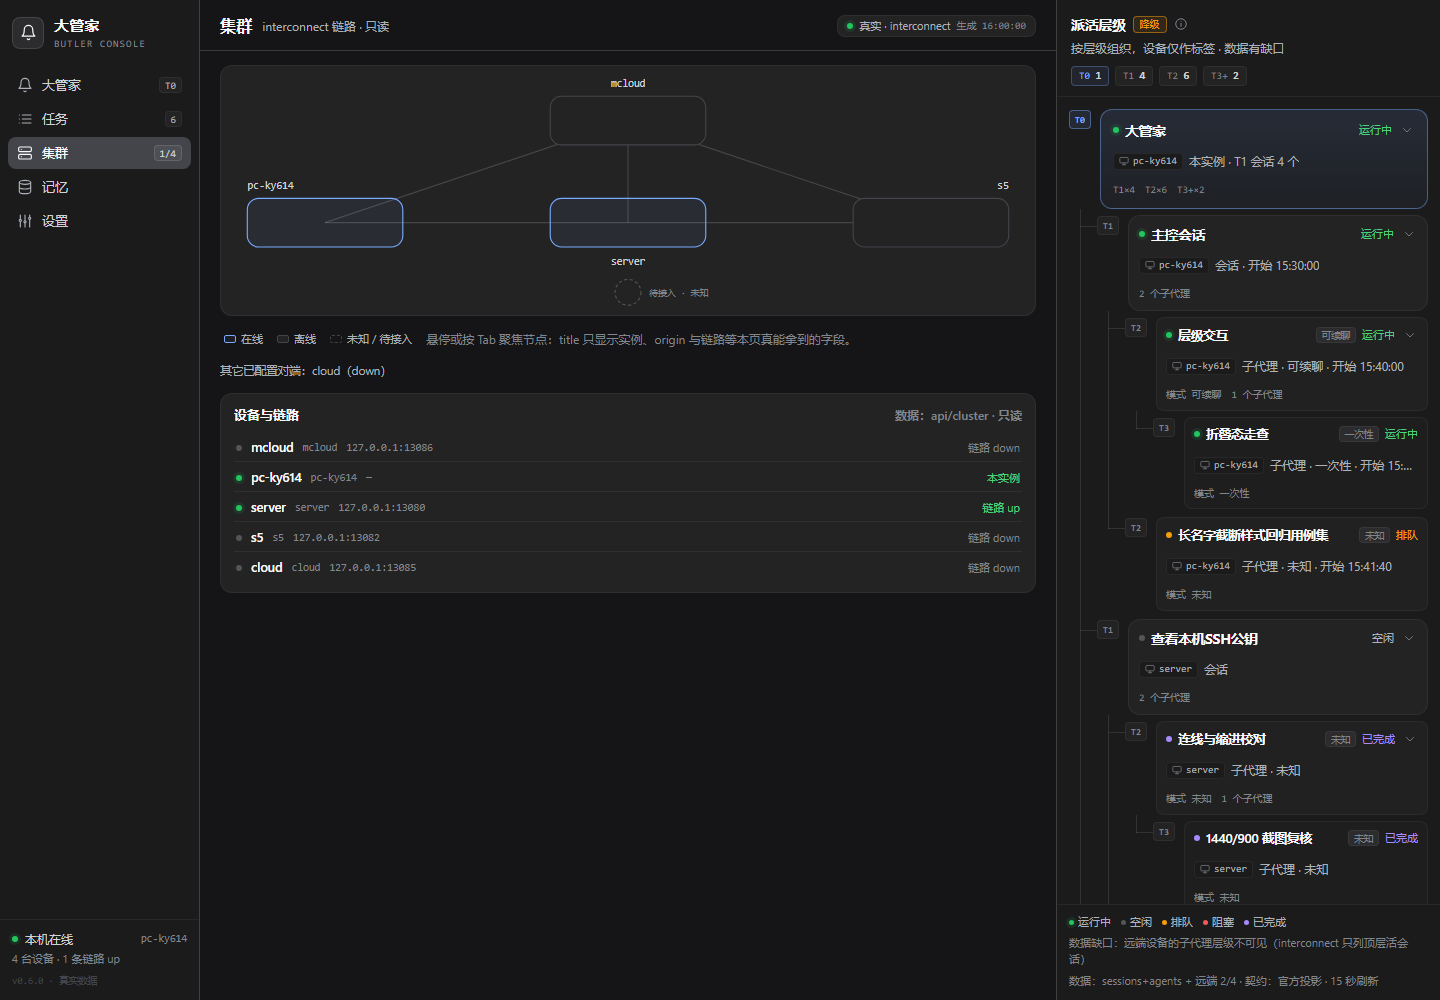 大管家
BUTLER CONSOLE
大管家 T0
任务 6
集群 1/4
记忆
设置
本机在线 pc-ky614
4 台设备 · 1 条链路 up
v0.6.0 · 真实数据
集群 interconnect 链路 · 只读
真实 · interconnect 生成 16:00:00
mcloud
pc-ky614
s5
server
待接入 · 未知
在线 离线 未知 / 待接入 悬停或按 Tab 聚焦节点：title 只显示实例、origin 与链路等本页真能拿到的字段。
其它已配置对端：cloud（down）
设备与链路 数据：api/cluster · 只读
mcloud mcloud 127.0.0.1:13086 链路 down
pc-ky614 pc-ky614 — 本实例
server server 127.0.0.1:13080 链路 up
s5 s5 127.0.0.1:13082 链路 down
cloud cloud 127.0.0.1:13085 链路 down
派活层级 降级
按层级组织，设备仅作标签 · 数据有缺口
T0 1 T1 4 T2 6 T3+ 2
T0 大管家 运行中
pc-ky614 本实例 · T1 会话 4 个
T1×4 T2×6 T3+×2
T1 主控会话 运行中
pc-ky614 会话 · 开始 15:30:00
2 个子代理
T2 层级交互 可续聊 运行中
pc-ky614 子代理 · 可续聊 · 开始 15:40:00
模式 可续聊 1 个子代理
T3 折叠态走查 一次性 运行中
pc-ky614 子代理 · 一次性 · 开始 15:...
模式 一次性
T2 长名字截断样式回归用例集 未知 排队
pc-ky614 子代理 · 未知 · 开始 15:41:40
模式 未知
T1 查看本机SSH公钥 空闲
server 会话
2 个子代理
T2 连线与缩进校对 未知 已完成
server 子代理 · 未知
模式 未知 1 个子代理
T3 1440/900 截图复核 未知 已完成
server 子代理 · 未知
模式 未知
运行中 空闲 排队 阻塞 已完成
数据缺口：远端设备的子代理层级不可见（interconnect 只列顶层活会
话）
数据：sessions+agents + 远端 2/4 · 契约：官方投影 · 15 秒刷新